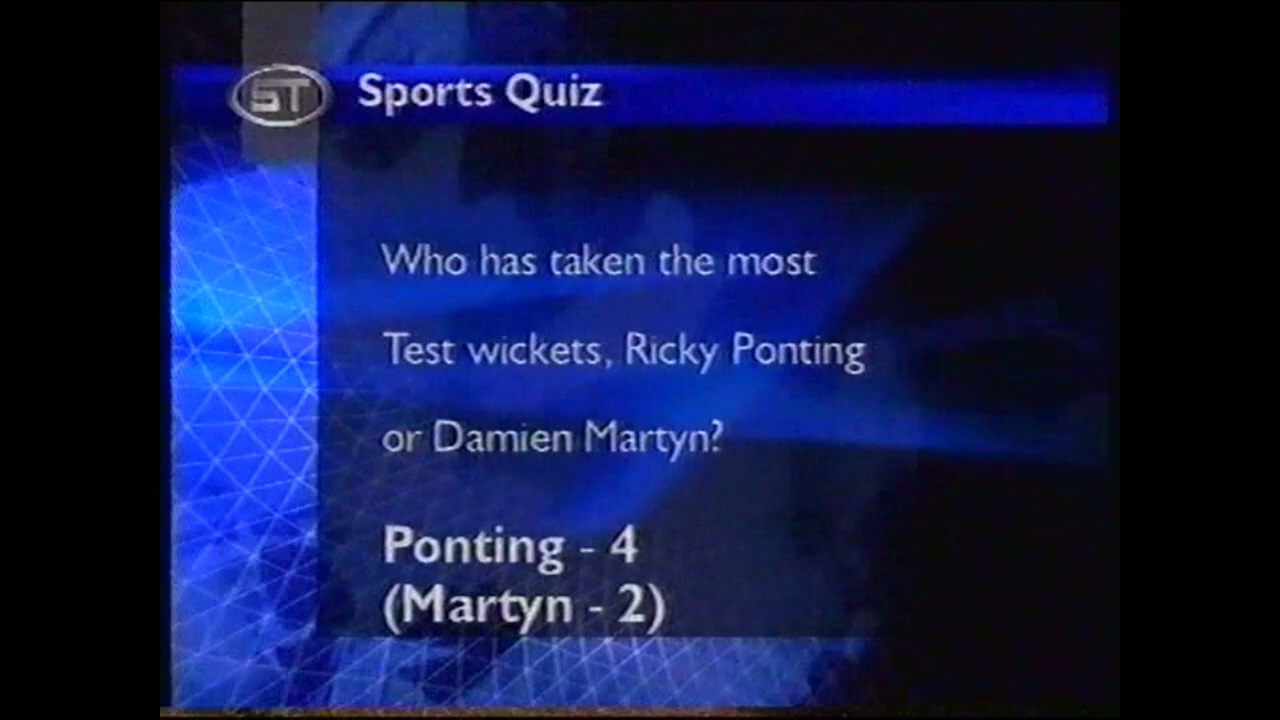 ST Sports Quiz
Who has taken the most
Test wickets, Ricky Ponting
or Damien Martyn?
Ponting - 4
(Martyn - 2)